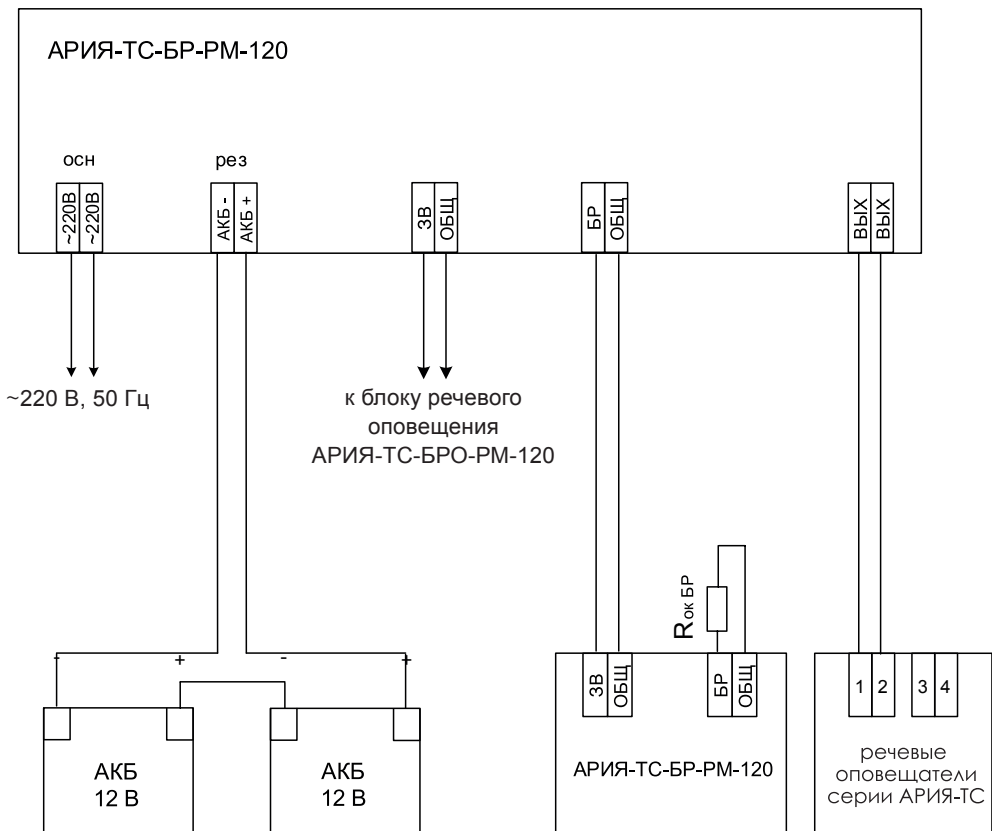 АРИЯ-ТС-БР-РМ-120
осн
рез
~220В
~220В
АКБ -
АКБ +
ЗВ
ОБЩ
БР
ОБЩ
ВЫХ
ВЫХ
~220 В, 50 Гц
к блоку речевого
оповещения
АРИЯ-ТС-БРО-РМ-120
Rок БР
- + - +
ЗВ
ОБЩ
БР
ОБЩ
1 2 3 4
АКБ
12 В
АКБ
12 В
АРИЯ-ТС-БР-РМ-120
речевые
оповещатели
серии АРИЯ-ТС